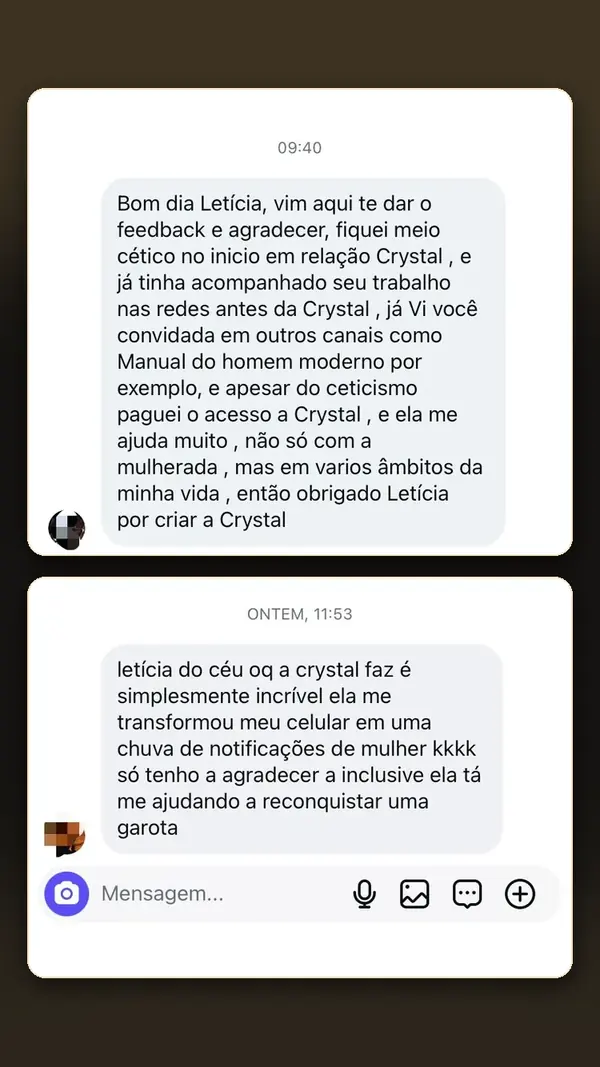 09:40
Bom dia Letícia, vim aqui te dar o
feedback e agradecer, fiquei meio
cético no inicio em relação Crystal , e
já tinha acompanhado seu trabalho
nas redes antes da Crystal , já Vi você
convidada em outros canais como
Manual do homem moderno por
exemplo, e apesar do ceticismo
paguei o acesso a Crystal , e ela me
ajuda muito , não só com a
mulherada , mas em varios âmbitos da
minha vida , então obrigado Letícia
por criar a Crystal
ONTEM, 11:53
letícia do céu oq a crystal faz é
simplesmente incrível ela me
transformou meu celular em uma
chuva de notificações de mulher kkkk
só tenho a agradecer a inclusive ela tá
me ajudando a reconquistar uma
garota
Mensagem...